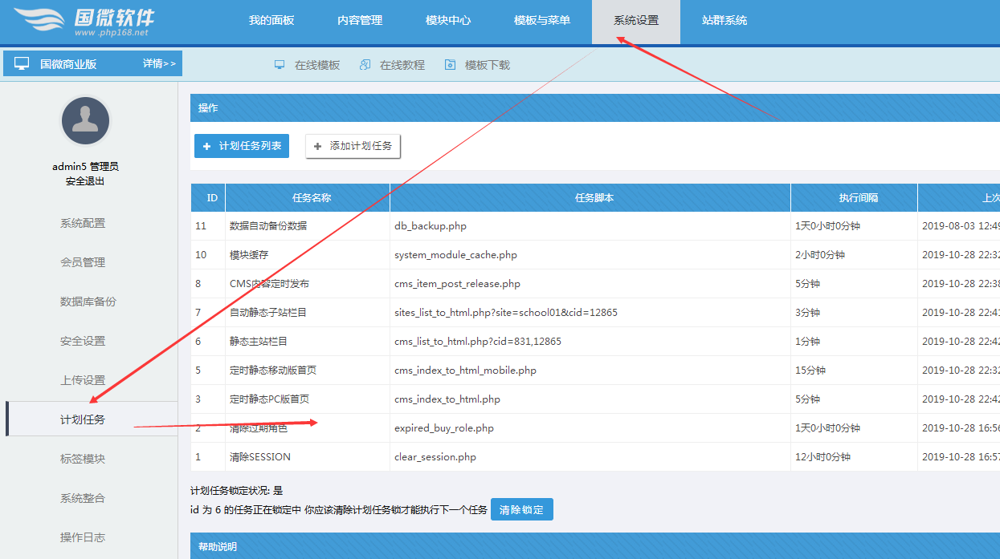 国微软件
www.php168.net
我的面板 内容管理 模块中心 模板与菜单 系统设置 站群系统
国微商业版 详情>>
在线模板 在线教程 模板下载
操作
计划任务列表 添加计划任务
admin5 管理员
安全退出
系统配置
会员管理
数据库备份
安全设置
上传设置
计划任务
标签模块
系统整合
操作日志
ID 任务名称 任务脚本 执行间隔 上次
11 数据自动备份数据 db_backup.php 1天0小时0分钟 2019-08-03 12:49
10 模块缓存 system_module_cache.php 2小时0分钟 2019-10-28 22:32
8 CMS内容定时发布 cms_item_post_release.php 5分钟 2019-10-28 22:38
7 自动静态子站栏目 sites_list_to_html.php?site=school01&cid=12865 3分钟 2019-10-28 22:41
6 静态主站栏目 cms_list_to_html.php?cid=831,12865 1分钟 2019-10-28 22:42
5 定时静态移动版首页 cms_index_to_html_mobile.php 15分钟 2019-10-28 22:32
3 定时静态PC版首页 cms_index_to_html.php 5分钟 2019-10-28 22:42
2 清除过期角色 expired_buy_role.php 1天0小时0分钟 2019-10-28 16:56
1 清除SESSION clear_session.php 12小时0分钟 2019-10-28 16:57
计划任务锁定状况: 是
id 为 6 的任务正在锁定中 你应该清除计划任务锁才能执行下一个任务 清除锁定
帮助说明